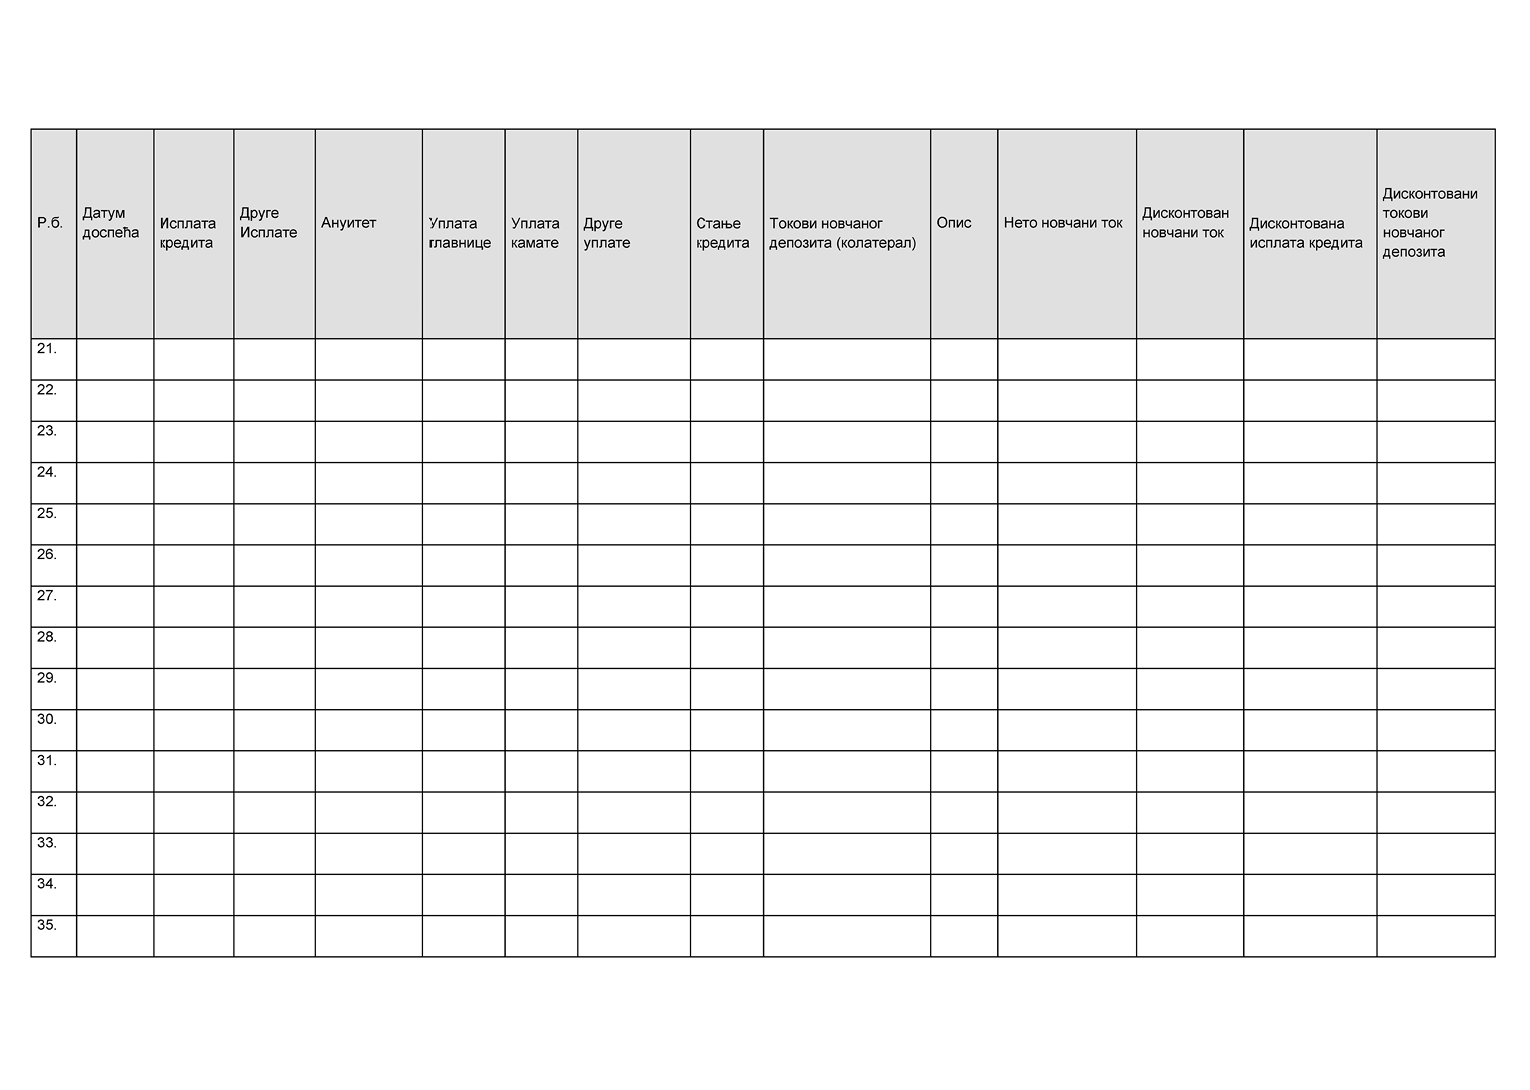 Р.б.
Датум
доспећа
Исплата
кредита
Друге
Исплате
Ануитет
Уплата
главнице
Уплата
камате
Друге
уплате
Стање
кредита
Токови новчаног
депозита (колатерал)
Опис
Нето новчани ток
Дисконтован
новчани ток
Дисконтована
исплата кредита
Дисконтовани
токови
новчаног
депозита
21.
22.
23.
24.
25.
26.
27.
28.
29.
30.
31.
32.
33.
34.
35.